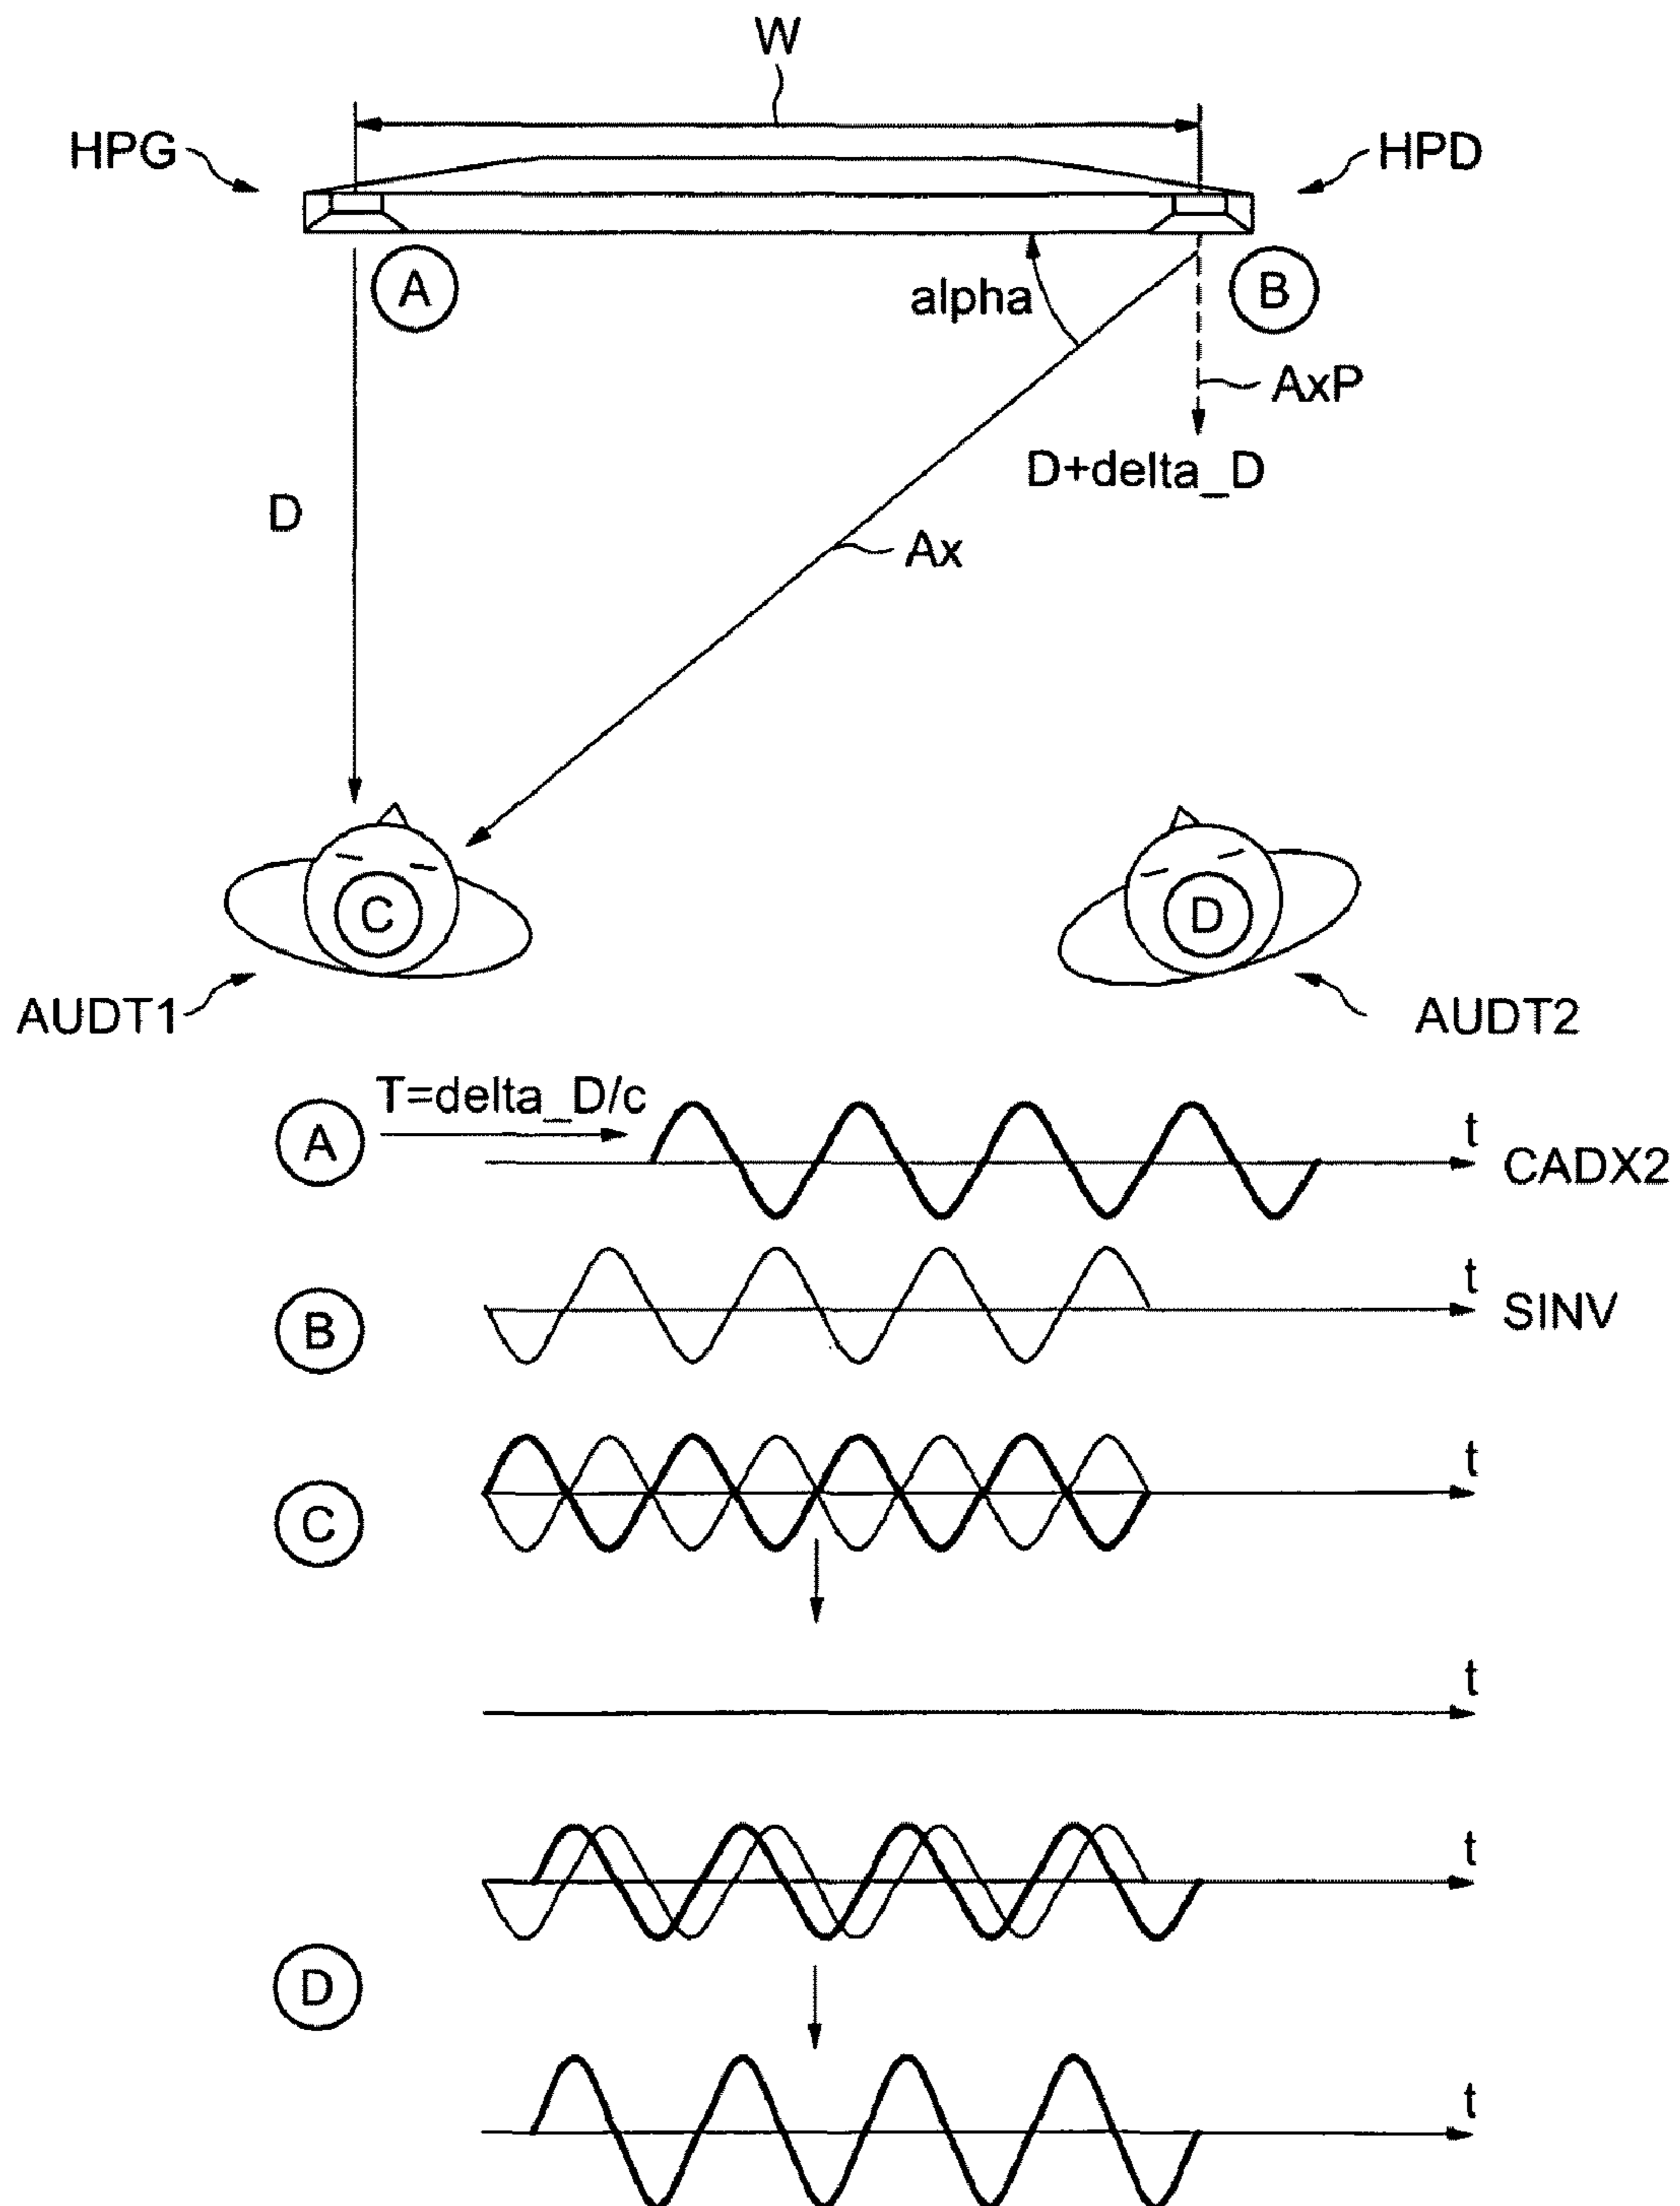 W
HPG
HPD
A
B
alpha
AxP
D+delta_D
D
Ax
C
D
AUDT1
AUDT2
A
T=delta_D/c
t
CADX2
B
t
SINV
C
t
t
t
D
t